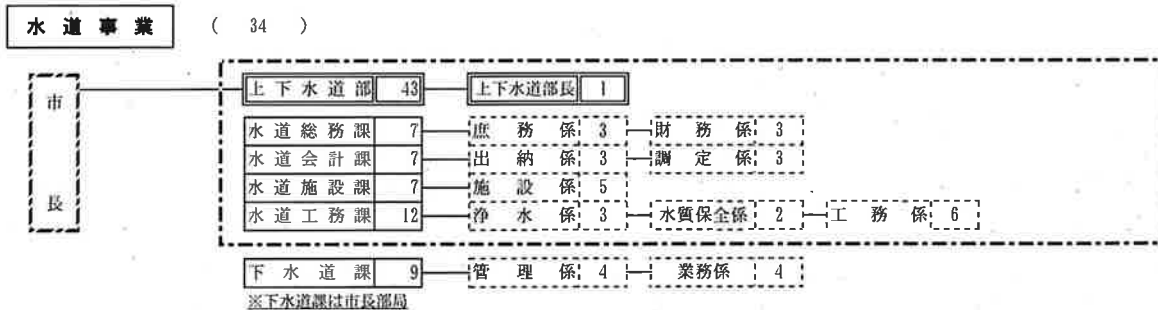 水道事業 ( 34 )
市長
上下水道部 43 上下水道部長 1
水道総務課 7 庶務係 3 財務係 3
水道会計課 7 出納係 3 調定係 3
水道施設課 7 施設係 5
水道工務課 12 浄水係 3 水質保全係 2 工務係 6
下水道課 9 管理係 4 業務係 4
※下水道課は市長部局